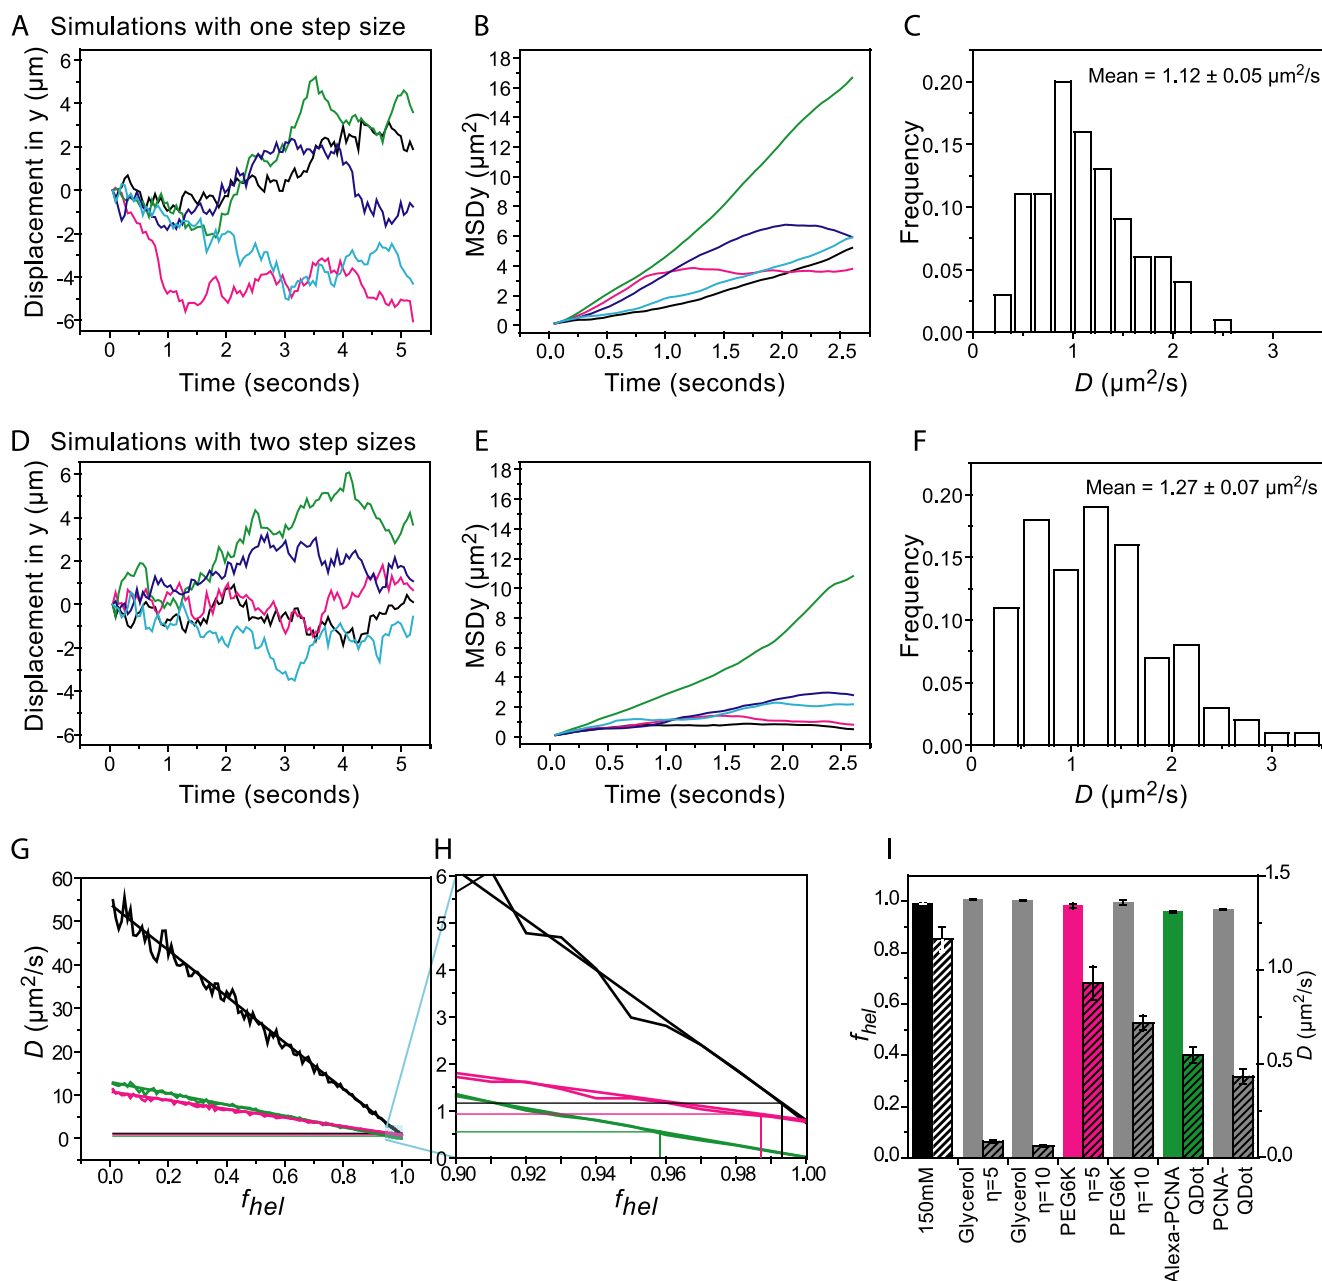 A Simulations with one step size
6
4
2
0
-2
-4
-6
Displacement in y (μm)
0 1 2 3 4 5
Time (seconds)
B
18
16
14
12
10
8
6
4
2
0
MSDy (μm²)
0.0 0.5 1.0 1.5 2.0 2.5
Time (seconds)
C
Mean = 1.12 ± 0.05 μm²/s
0.20
0.15
0.10
0.05
0.00
Frequency
0 1 2 3
D (μm²/s)
D Simulations with two step sizes
6
4
2
0
-2
-4
-6
Displacement in y (μm)
0 1 2 3 4 5
Time (seconds)
E
18
16
14
12
10
8
6
4
2
0
MSDy (μm²)
0.0 0.5 1.0 1.5 2.0 2.5
Time (seconds)
F
Mean = 1.27 ± 0.07 μm²/s
0.20
0.15
0.10
0.05
0.00
Frequency
0 1 2 3
D (μm²/s)
G
60
50
40
30
20
10
0
D (μm²/s)
0.0 0.2 0.4 0.6 0.8 1.0
fhel
H
6
5
4
3
2
1
0
0.90 0.92 0.94 0.96 0.98 1.00
fhel
I
1.0
0.8
0.6
0.4
0.2
0.0
fhel
1.5
1.0
0.5
0.0
D (μm²/s)
150mM
Glycerol
η=5
Glycerol
η=10
PEG6K
η=5
PEG6K
η=10
Alexa-PCNA
QDot
PCNA-
QDot